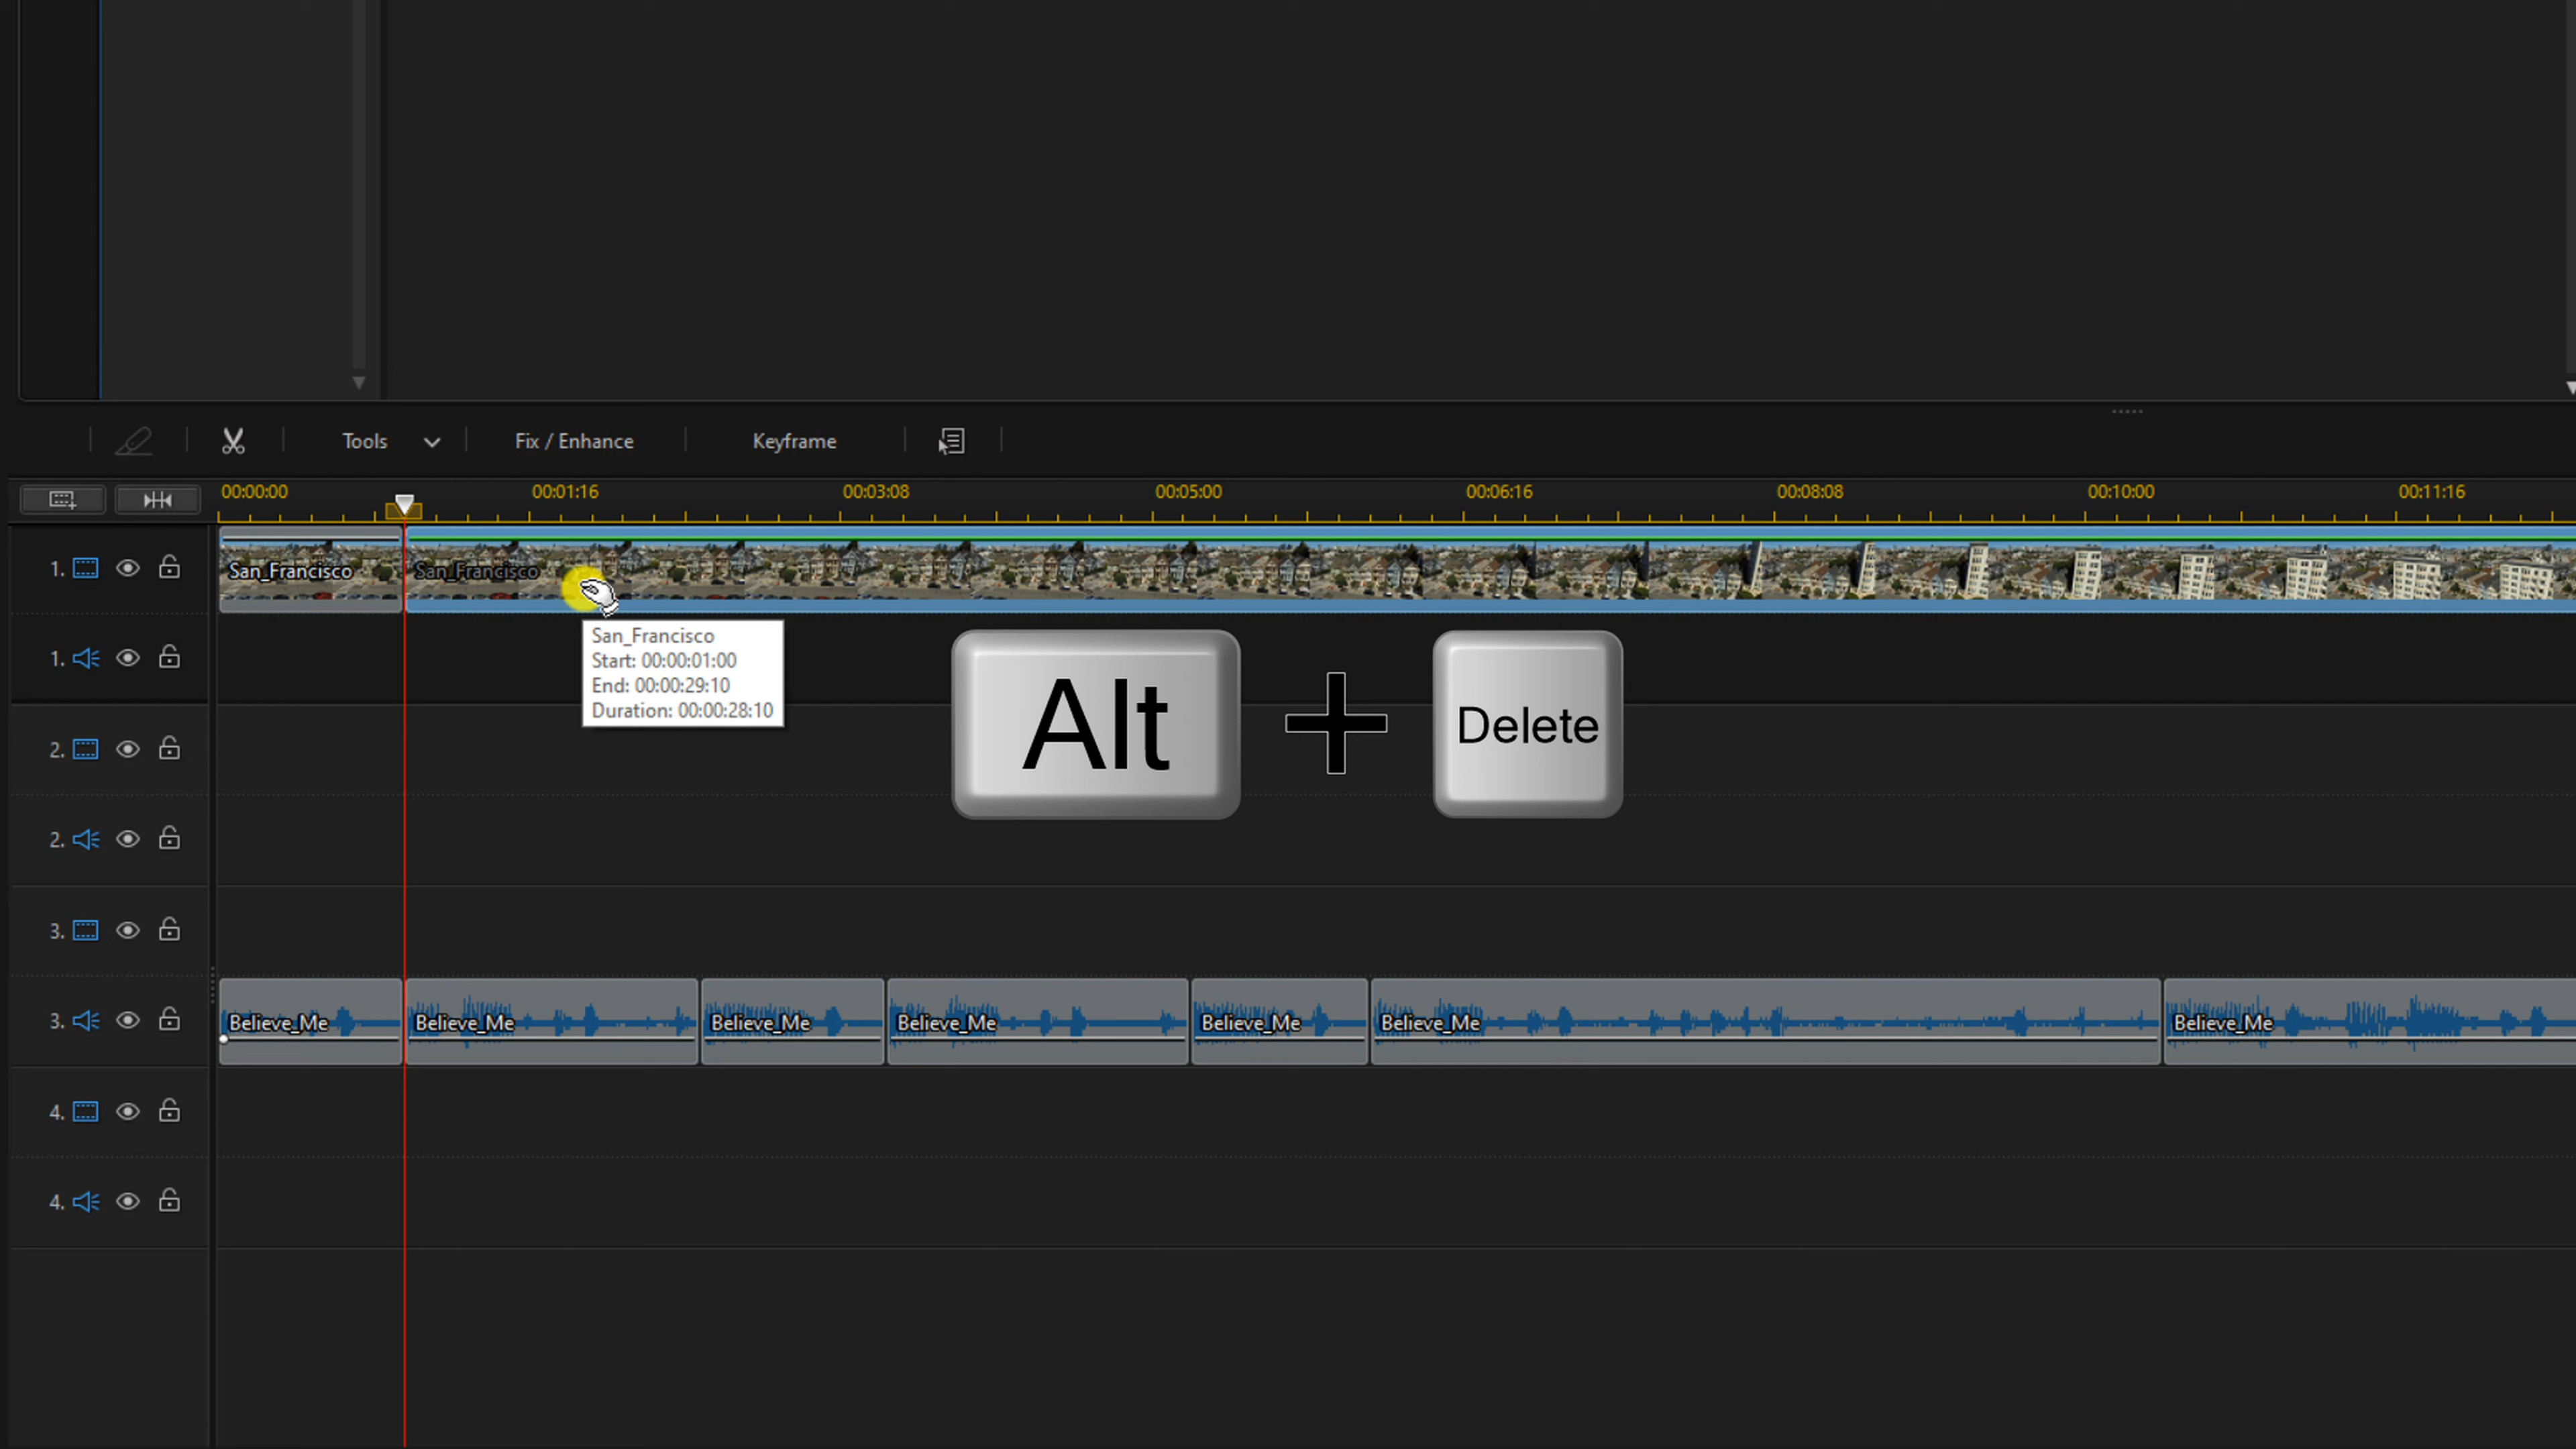 Tools Fix / Enhance Keyframe
00:00:00 00:01:16 00:03:08 00:05:00 00:06:16 00:08:08 00:10:00 00:11:16
1. San_Francisco San_Francisco
San_Francisco
Start: 00:00:01:00
End: 00:00:29:10
Duration: 00:00:28:10
1.
Alt + Delete
2.
2.
3.
3. Believe_Me Believe_Me Believe_Me Believe_Me Believe_Me Believe_Me Believe_Me
4.
4.